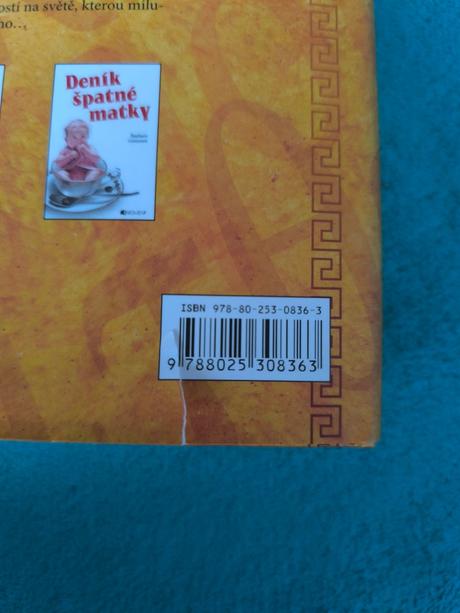 ostí na světě, kterou milu-
no...
Deník
špatné
matky
ISBN 978-80-253-0836-3
9 788025 308363